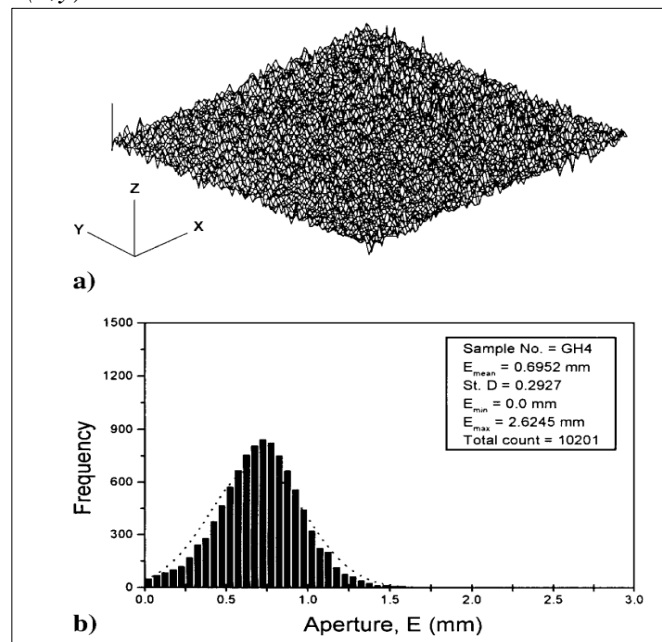 Z
Y
X
a)
1500
1200
900
600
300
0
Frequency
Sample No. = GH4
E_mean = 0.6952 mm
St. D = 0.2927
E_min = 0.0 mm
E_max = 2.6245 mm
Total count = 10201
0.0 0.5 1.0 1.5 2.0 2.5 3.0
b)
Aperture, E (mm)